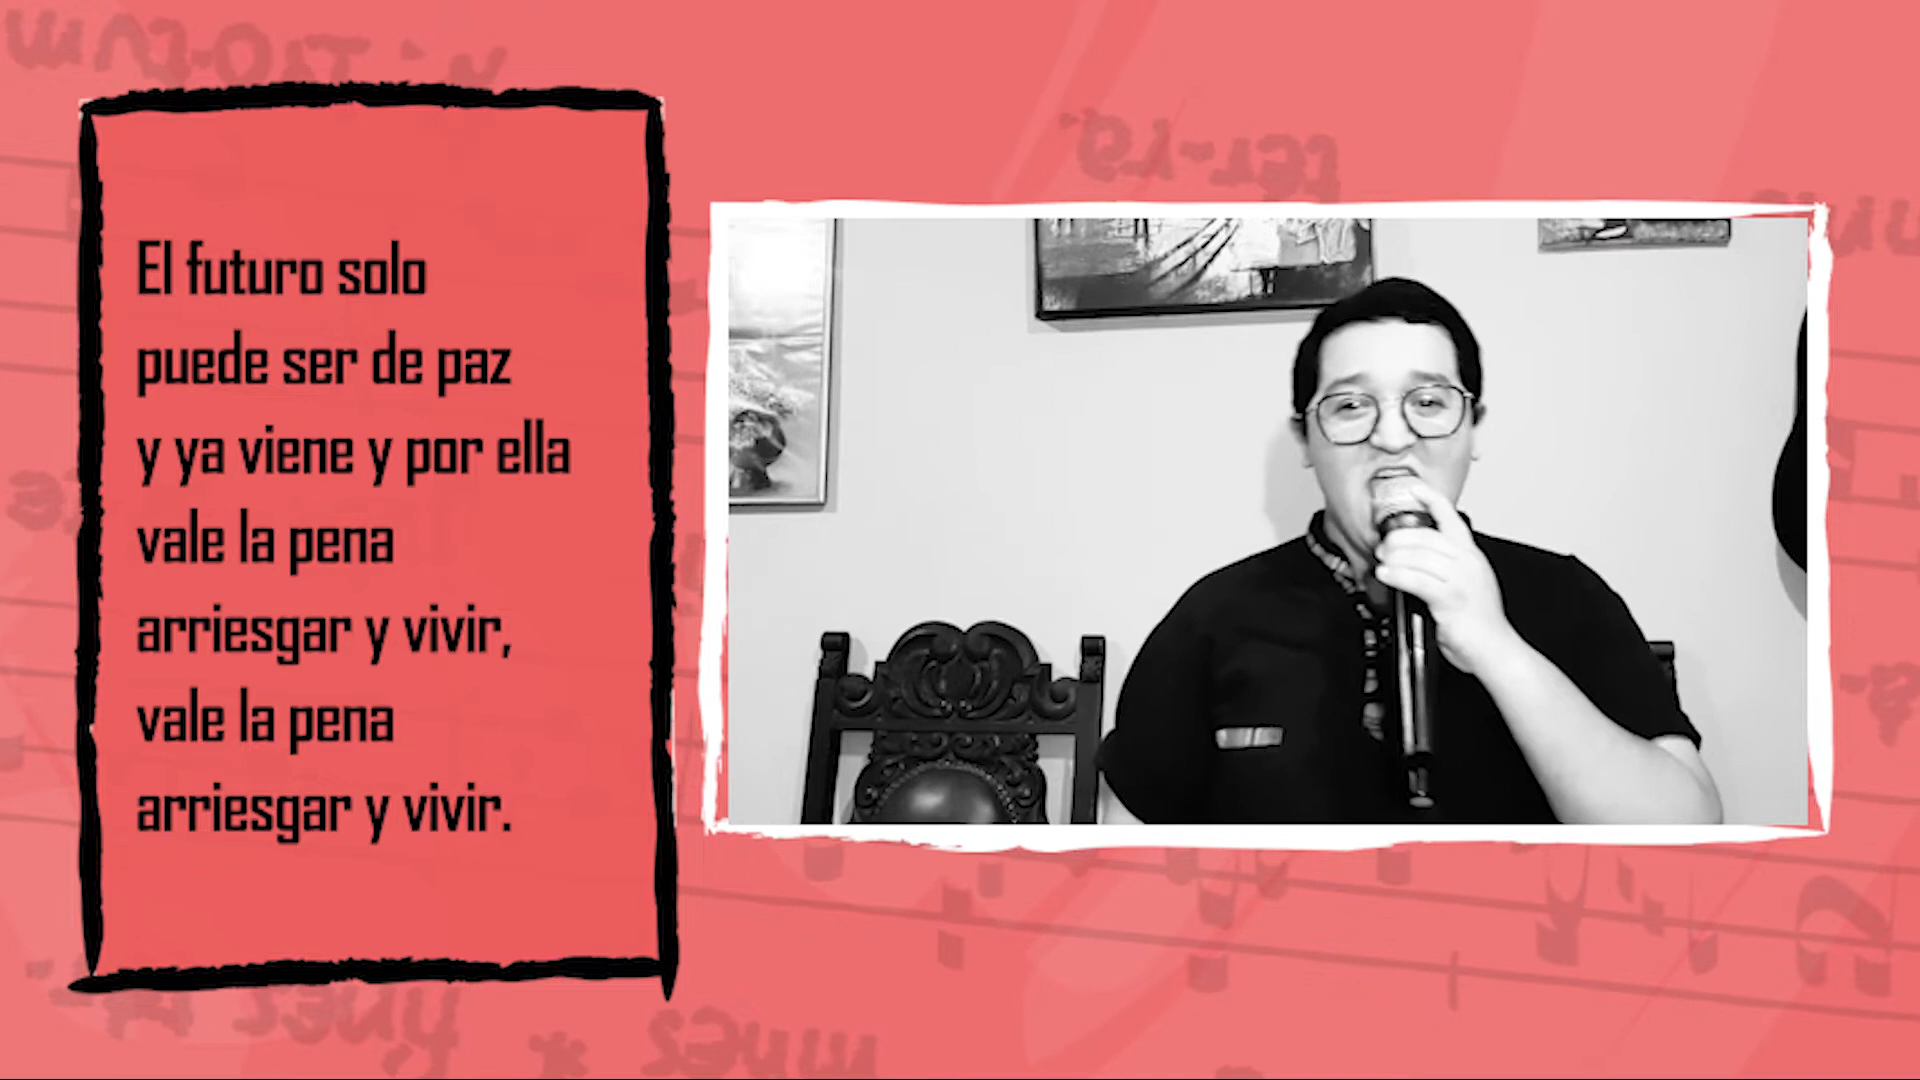 El futuro solo
puede ser de paz
y ya viene y por ella
vale la pena
arriesgar y vivir,
vale la pena
arriesgar y vivir.